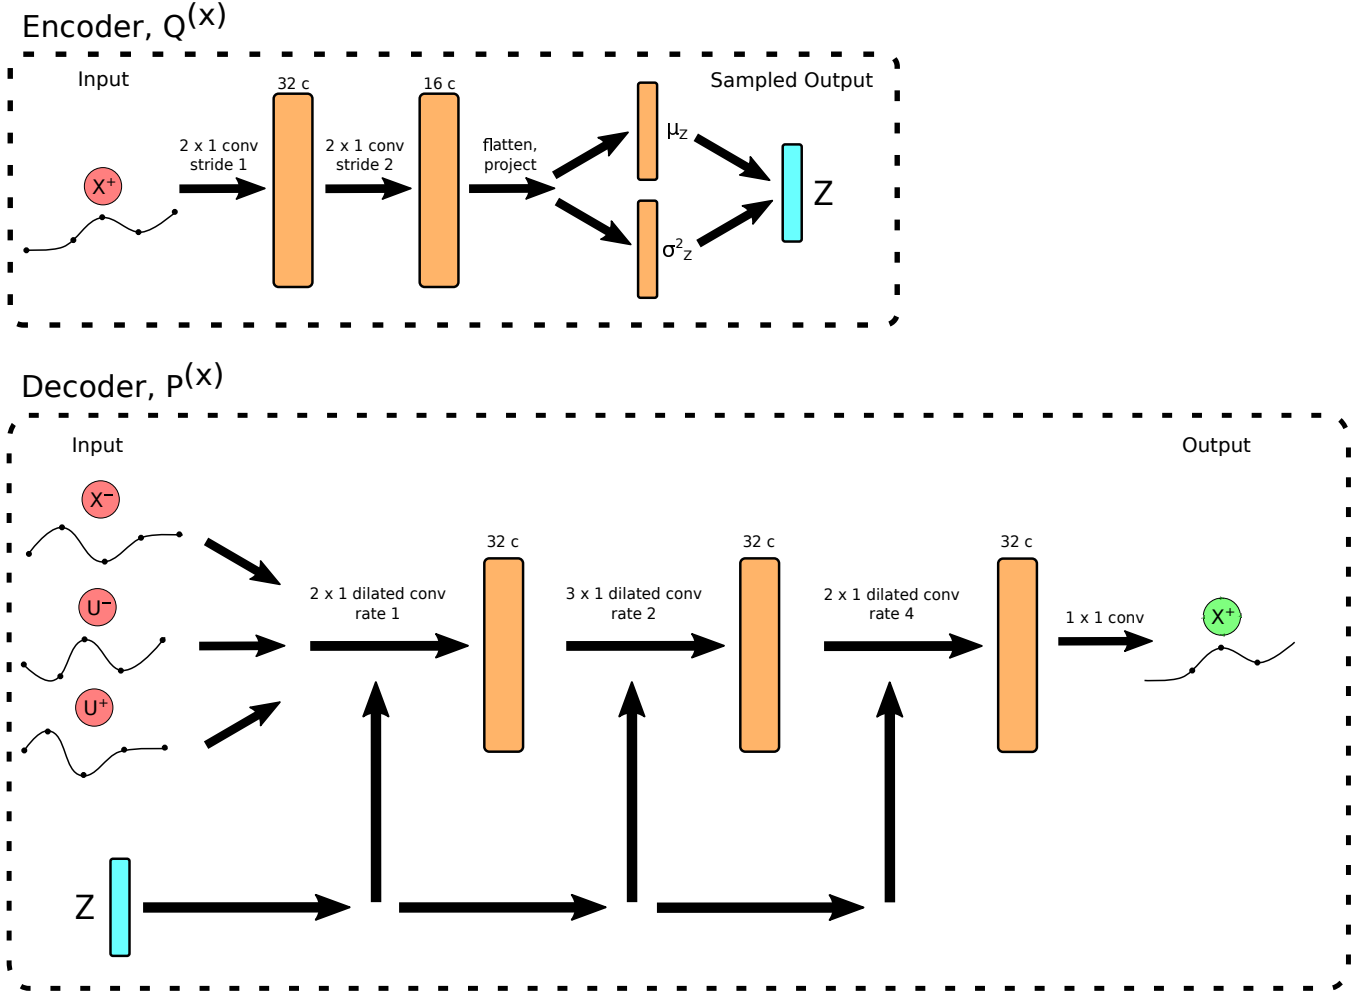 Encoder, Q(x)
Input
Sampled Output
32 c
16 c
2 x 1 conv
stride 1
2 x 1 conv
stride 2
flatten,
project
X⁺
μZ
σ²Z
Z
Decoder, P(x)
Input
Output
X⁻
U⁻
U⁺
2 x 1 dilated conv
rate 1
32 c
3 x 1 dilated conv
rate 2
32 c
2 x 1 dilated conv
rate 4
32 c
1 x 1 conv
X⁺
Z